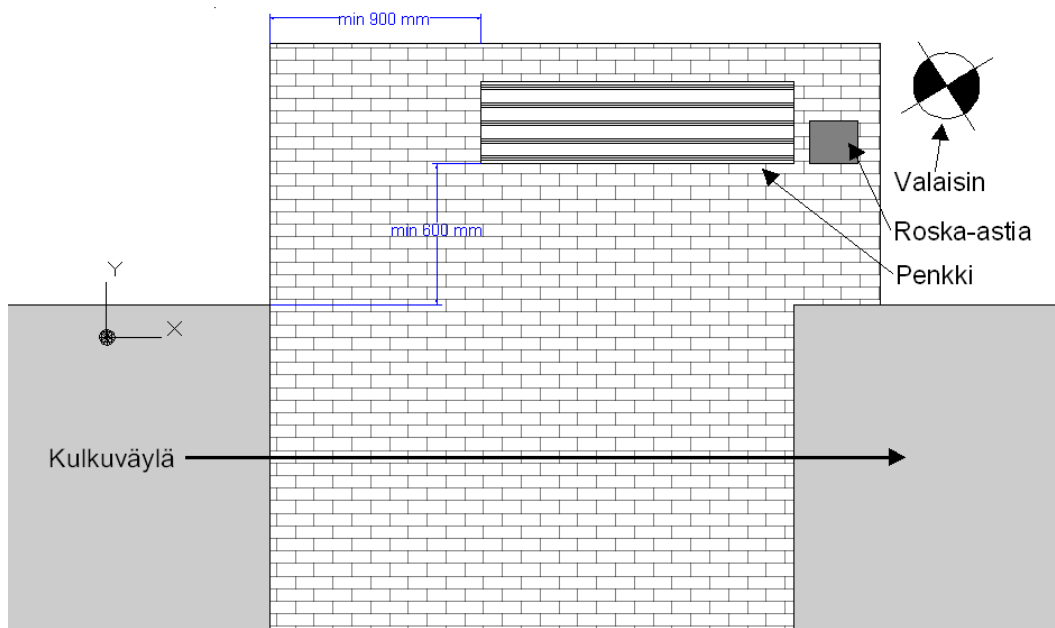 min 900 mm
Valaisin
Roska-astia
min 600 mm
Penkki
Y
X
Kulkuväylä